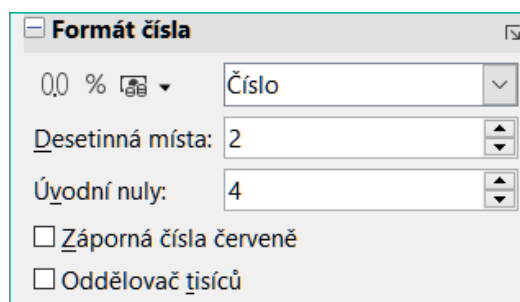 Formát čísla
0,0 % Číslo
Desetinná místa: 2
Úvodní nuly: 4
Záporná čísla červeně
Oddělovač tisíců